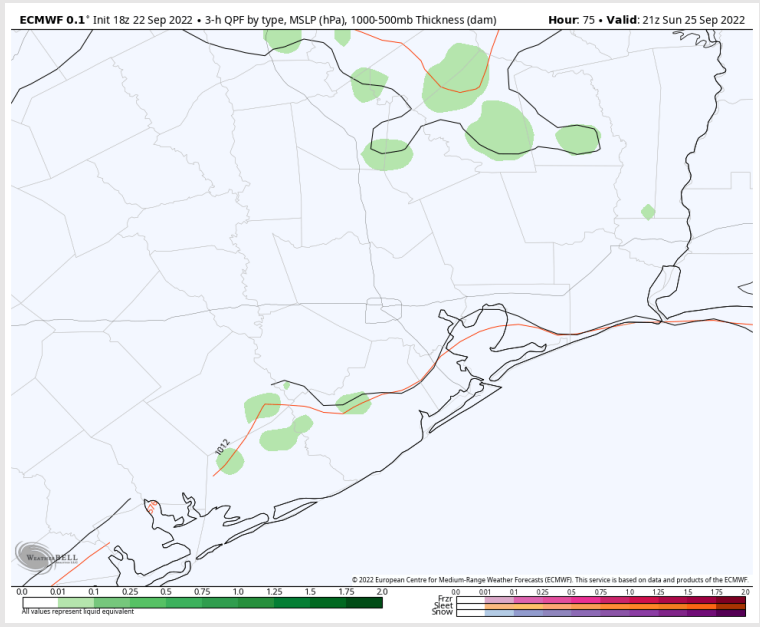 ECMWF 0.1° Init 18z 22 Sep 2022 • 3-h QPF by type, MSLP (hPa), 1000-500mb Thickness (dam) Hour: 75 • Valid: 21z Sun 25 Sep 2022
1012
WeatherBELL
© 2022 European Centre for Medium-Range Weather Forecasts (ECMWF). This service is based on data and products of the ECMWF.
0.0 0.01 0.1 0.25 0.5 0.75 1.0 1.25 1.5 1.75 2.0
All values represent liquid equivalent
0.0 0.01 0.1 0.25 0.5 0.75 1.0 1.25 1.5 1.75 2.0
Frzr
Sleet
Snow